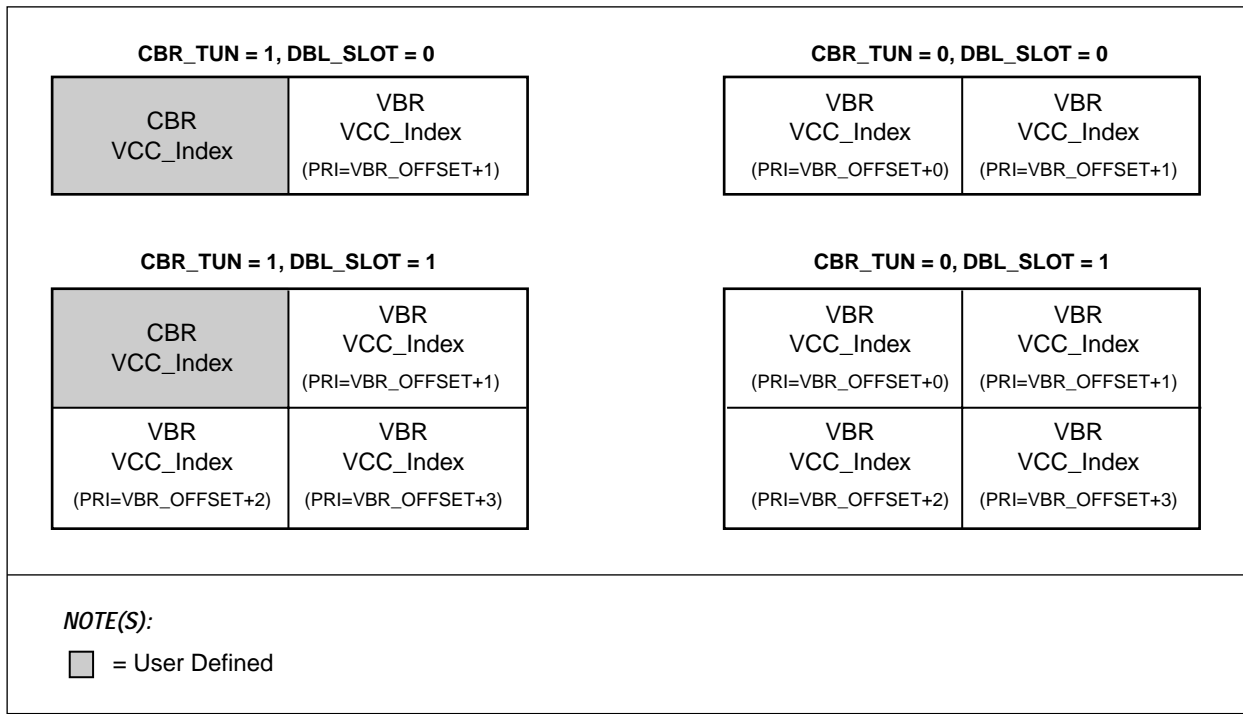 CBR_TUN = 1, DBL_SLOT = 0
CBR
VCC_Index
VBR
VCC_Index
(PRI=VBR_OFFSET+1)
CBR_TUN = 0, DBL_SLOT = 0
VBR
VCC_Index
(PRI=VBR_OFFSET+0)
VBR
VCC_Index
(PRI=VBR_OFFSET+1)
CBR_TUN = 1, DBL_SLOT = 1
CBR
VCC_Index
VBR
VCC_Index
(PRI=VBR_OFFSET+1)
VBR
VCC_Index
(PRI=VBR_OFFSET+2)
VBR
VCC_Index
(PRI=VBR_OFFSET+3)
CBR_TUN = 0, DBL_SLOT = 1
VBR
VCC_Index
(PRI=VBR_OFFSET+0)
VBR
VCC_Index
(PRI=VBR_OFFSET+1)
VBR
VCC_Index
(PRI=VBR_OFFSET+2)
VBR
VCC_Index
(PRI=VBR_OFFSET+3)
NOTE(S):
= User Defined